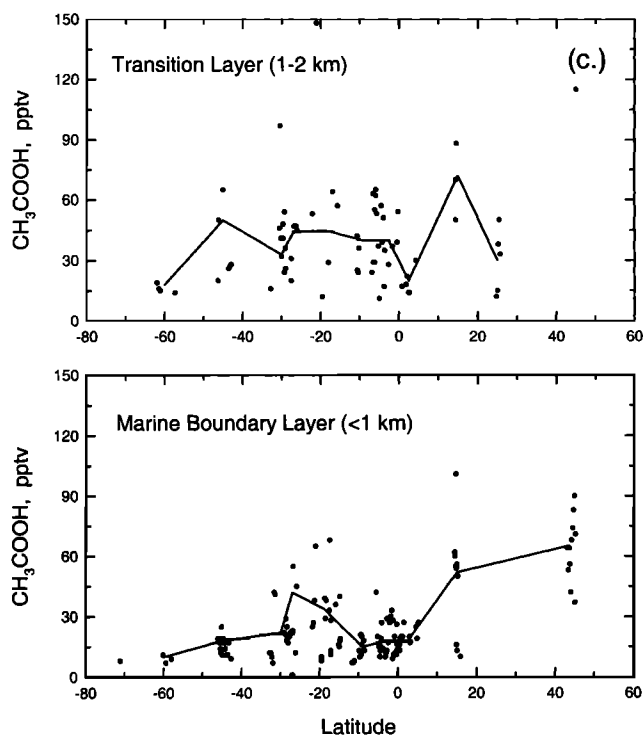 150
120
90
60
30
0
CH₃COOH, pptv
Transition Layer (1-2 km)
(c.)
-80 -60 -40 -20 0 20 40 60
150
120
90
60
30
0
CH₃COOH, pptv
Marine Boundary Layer (<1 km)
-80 -60 -40 -20 0 20 40 60
Latitude